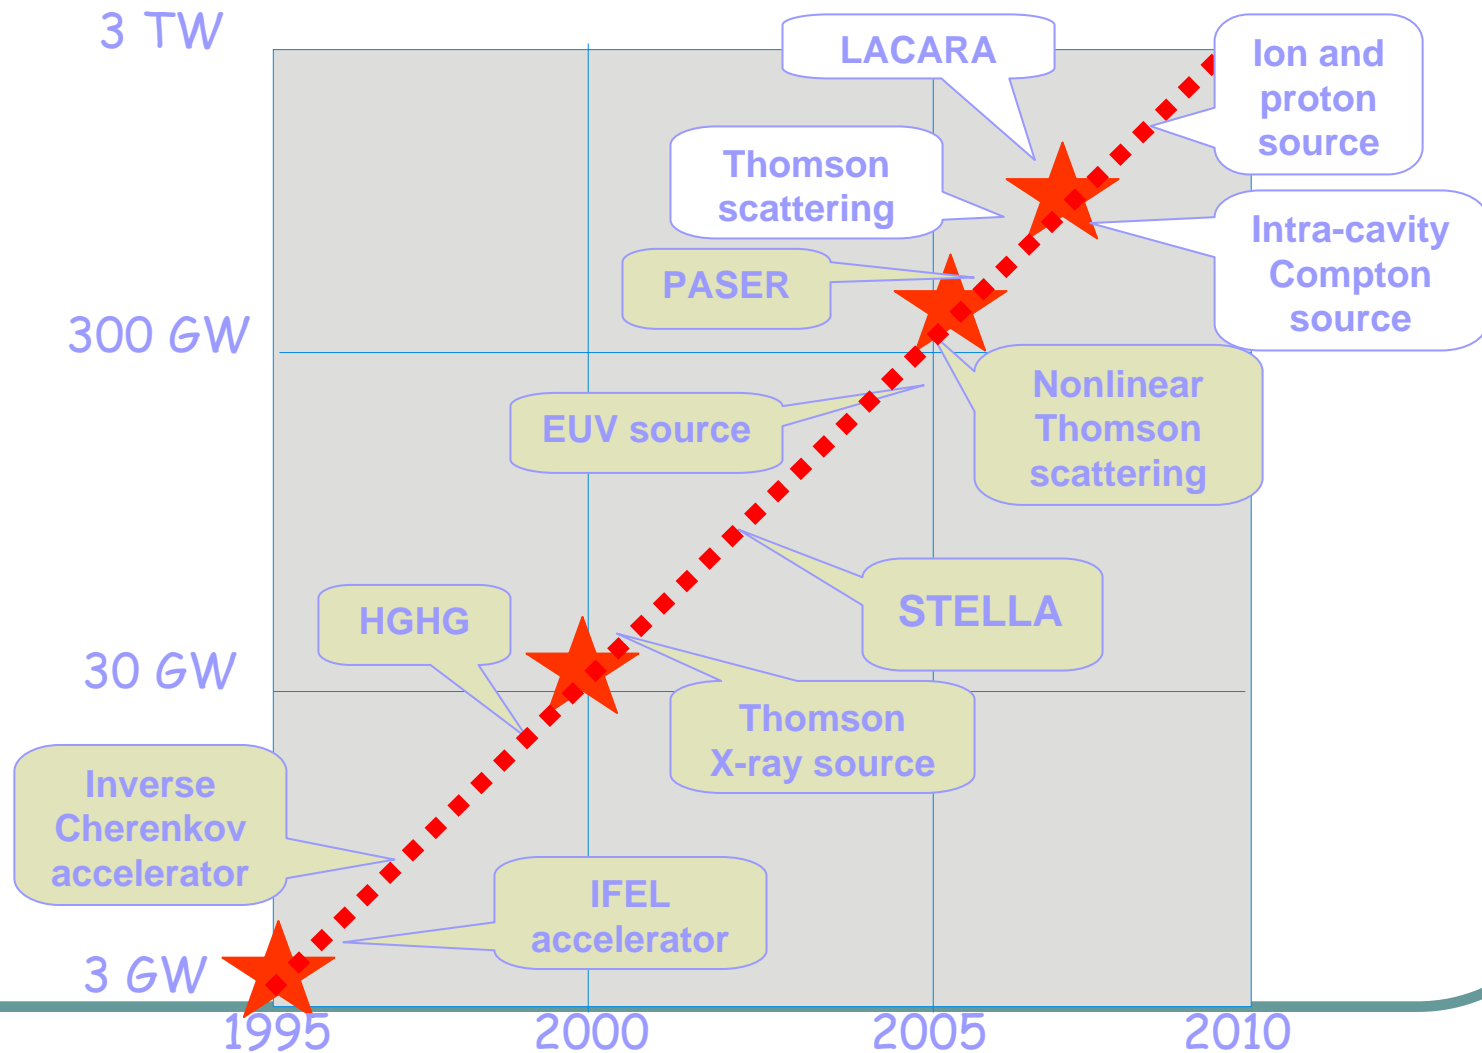 3 TW
LACARA
Ion and
proton
source
Thomson
scattering
Intra-cavity
Compton
source
PASER
300 GW
Nonlinear
Thomson
scattering
EUV source
STELLA
HGHG
30 GW
Thomson
X-ray source
Inverse
Cherenkov
accelerator
IFEL
accelerator
3 GW
1995
2000
2005
2010